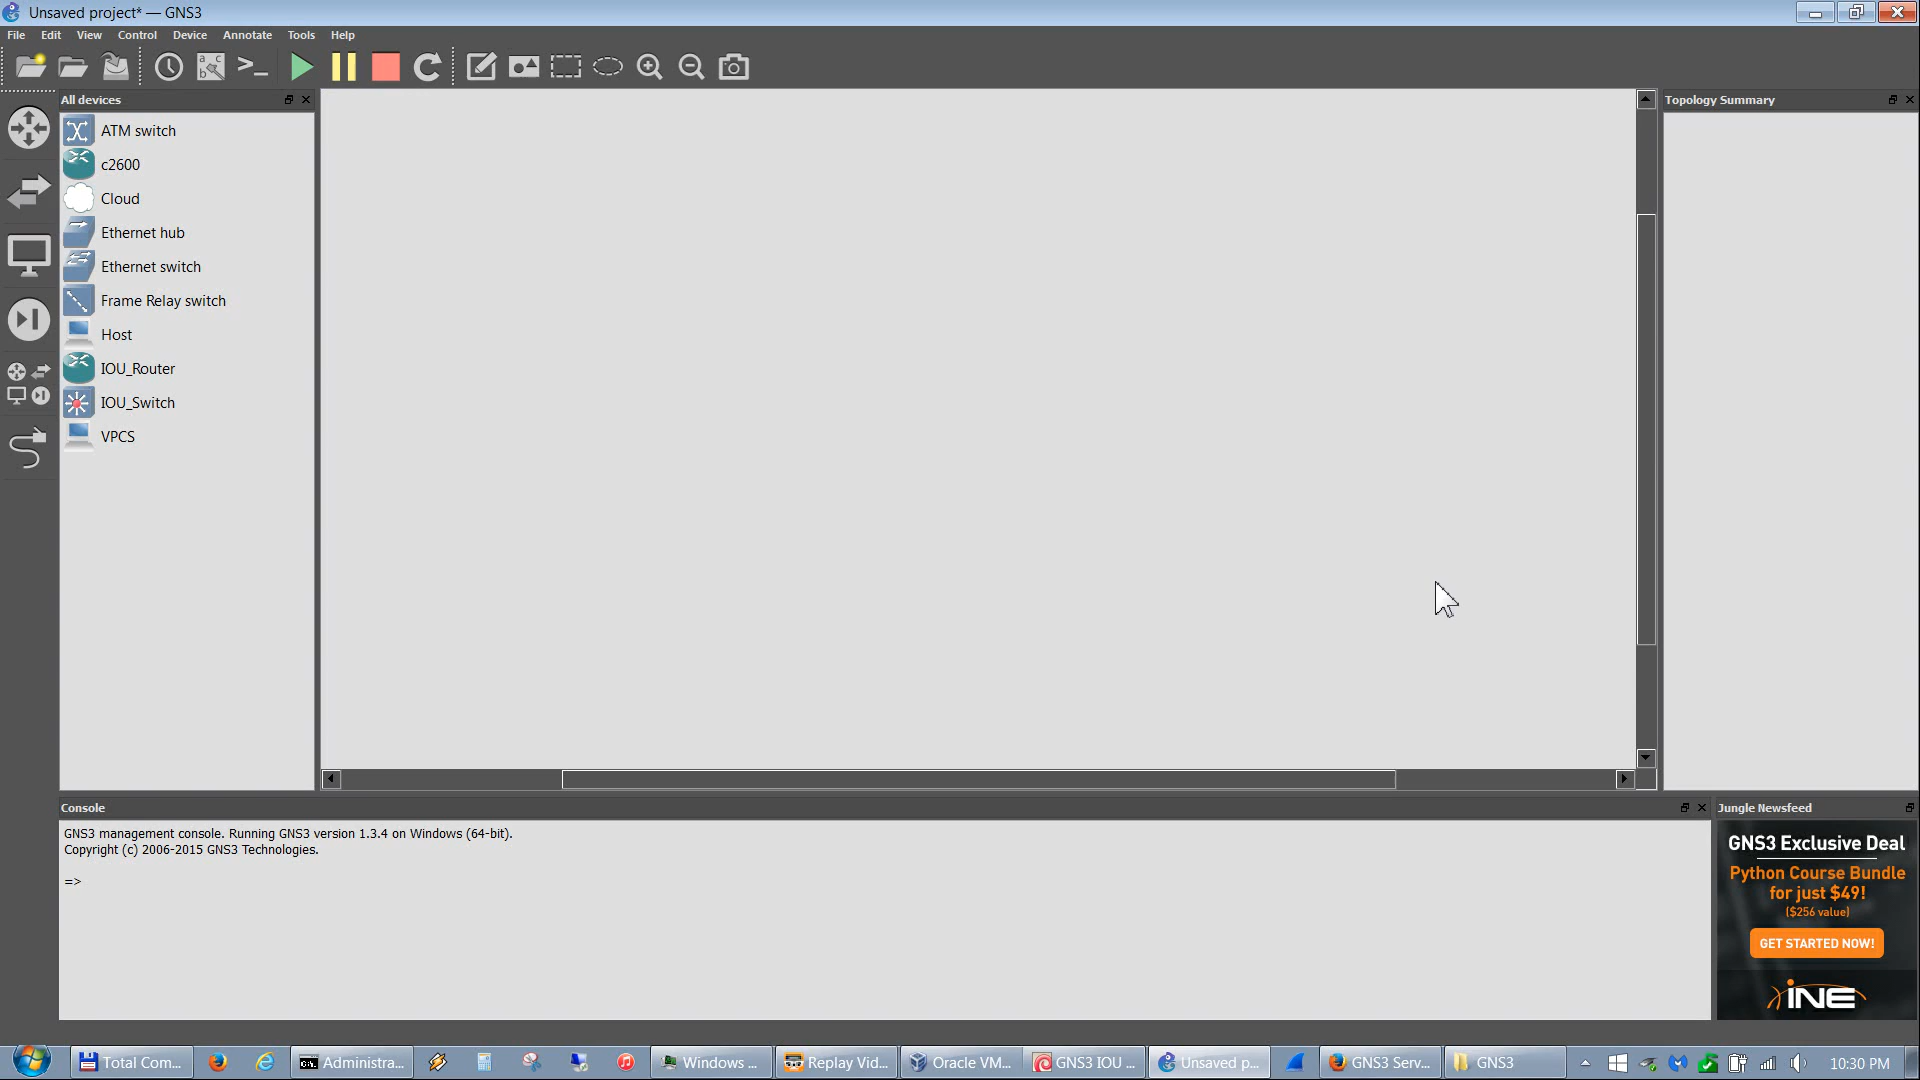 Unsaved project* — GNS3
File Edit View Control Device Annotate Tools Help
All devices
Topology Summary
ATM switch
c2600
Cloud
Ethernet hub
Ethernet switch
Frame Relay switch
Host
IOU_Router
IOU_Switch
VPCS
Console
GNS3 management console. Running GNS3 version 1.3.4 on Windows (64-bit).
Copyright (c) 2006-2015 GNS3 Technologies.
=>
Jungle Newsfeed
GNS3 Exclusive Deal
Python Course Bundle
for just $49!
($256 value)
GET STARTED NOW!
INE
Total Com... Administra... Windows ... Replay Vid... Oracle VM... GNS3 IOU ... Unsaved p... GNS3 Serv... GNS3 10:30 PM